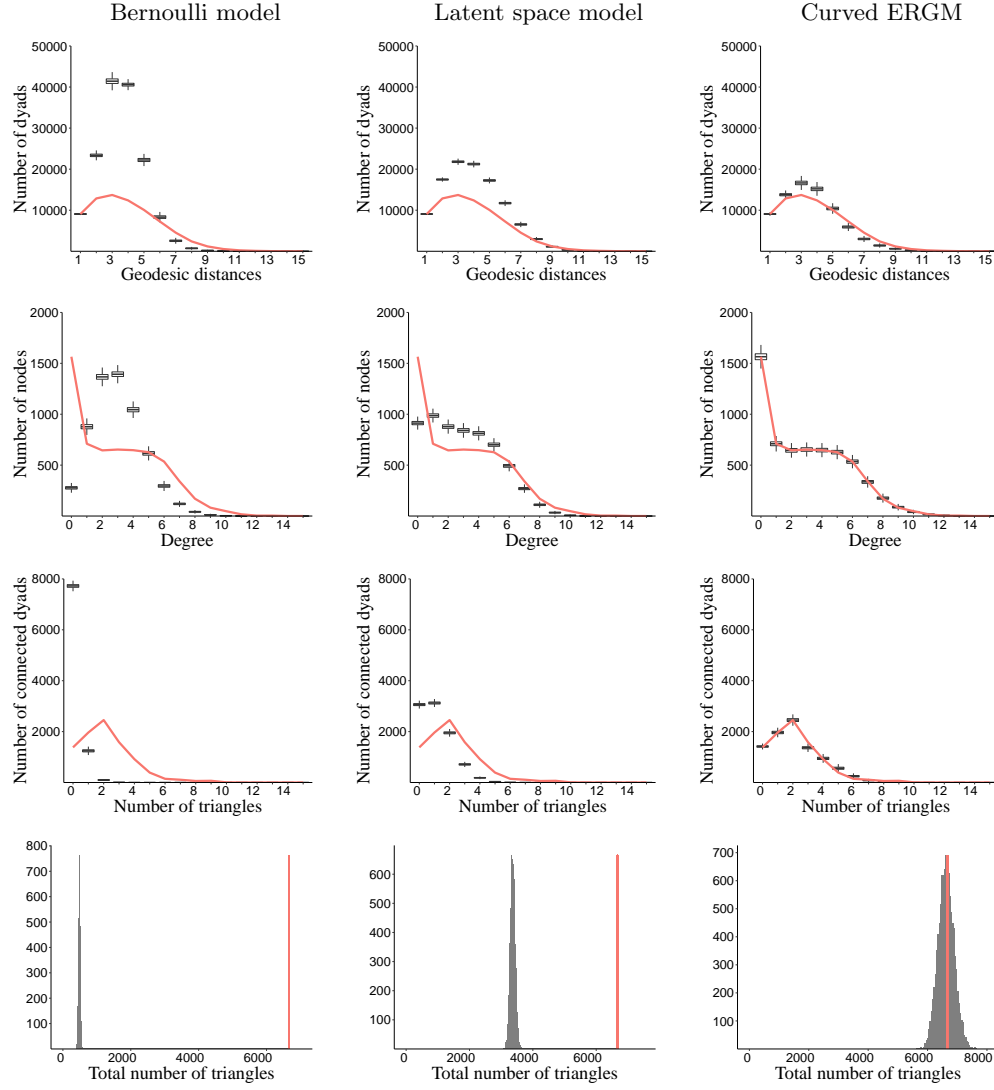 Bernoulli model
Latent space model
Curved ERGM
Number of dyads
50000
40000
30000
20000
10000
1 3 5 7 9 11 13 15
Geodesic distances
Number of dyads
50000
40000
30000
20000
10000
1 3 5 7 9 11 13 15
Geodesic distances
Number of dyads
50000
40000
30000
20000
10000
1 3 5 7 9 11 13 15
Geodesic distances
Number of nodes
2000
1500
1000
500
0 2 4 6 8 10 12 14
Degree
Number of nodes
2000
1500
1000
500
0 2 4 6 8 10 12 14
Degree
Number of nodes
2000
1500
1000
500
0 2 4 6 8 10 12 14
Degree
Number of connected dyads
8000
6000
4000
2000
0 2 4 6 8 10 12 14
Number of triangles
Number of connected dyads
8000
6000
4000
2000
0 2 4 6 8 10 12 14
Number of triangles
Number of connected dyads
8000
6000
4000
2000
0 2 4 6 8 10 12 14
Number of triangles
800
700
600
500
400
300
200
100
0 2000 4000 6000
Total number of triangles
600
500
400
300
200
100
0 2000 4000 6000
Total number of triangles
700
600
500
400
300
200
100
0 2000 4000 6000 8000
Total number of triangles